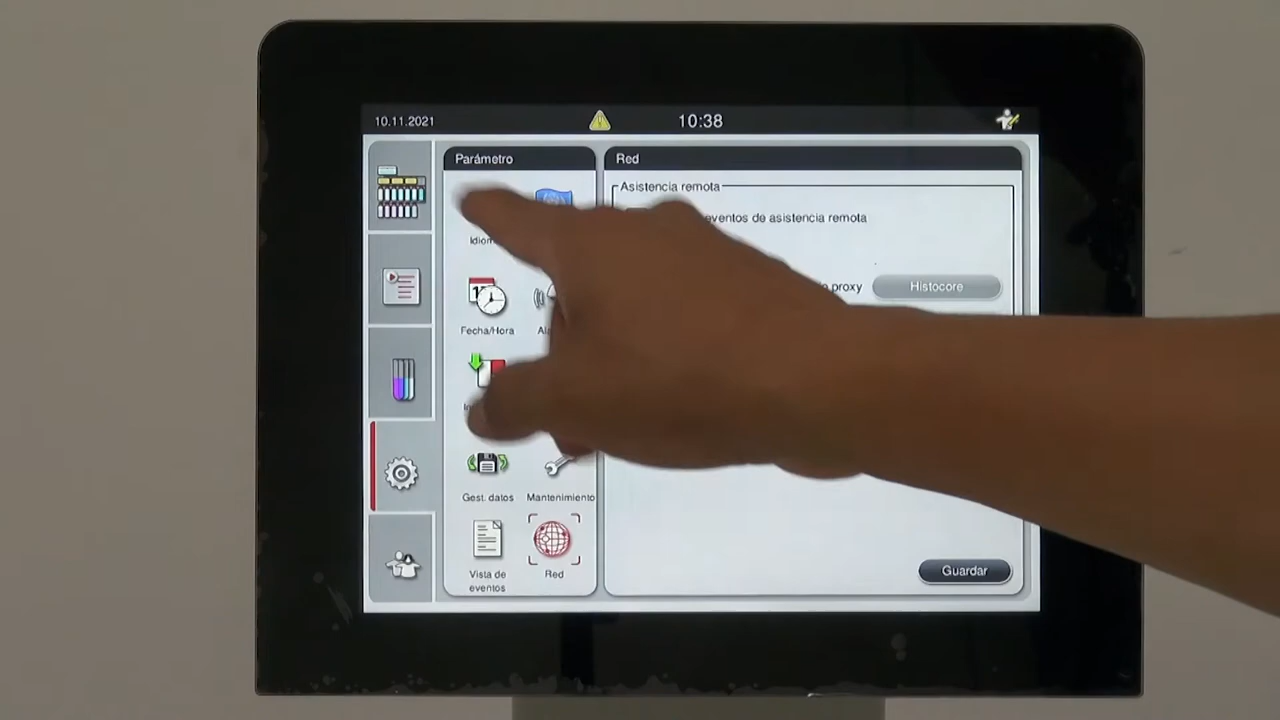 10.11.2021
10:38
Parámetro
Red
Asistencia remota
eventos de asistencia remota
proxy
Histocore
Fecha/Hora
Gest. datos
Mantenimiento
Vista de
eventos
Red
Guardar